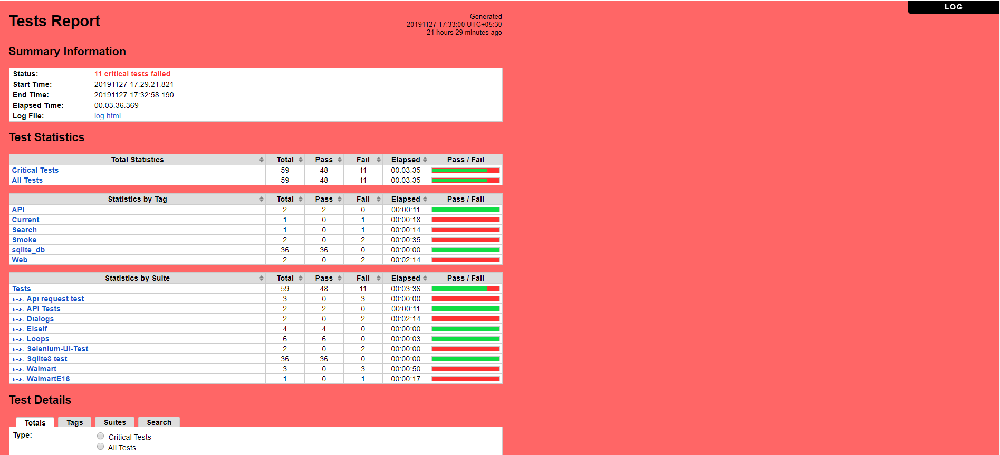 LOG
Tests Report
Generated
20191127 17:33:00 UTC+05:30
21 hours 29 minutes ago
Summary Information
Status: 11 critical tests failed
Start Time: 20191127 17:29:21.821
End Time: 20191127 17:32:58.190
Elapsed Time: 00:03:36.369
Log File: log.html
Test Statistics
Total Statistics Total Pass Fail Elapsed Pass / Fail
Critical Tests 59 48 11 00:03:35
All Tests 59 48 11 00:03:35
Statistics by Tag Total Pass Fail Elapsed Pass / Fail
API 2 2 0 00:00:11
Current 1 0 1 00:00:18
Search 1 0 1 00:00:14
Smoke 2 0 2 00:00:35
sqlite_db 36 36 0 00:00:00
Web 2 0 2 00:02:14
Statistics by Suite Total Pass Fail Elapsed Pass / Fail
Tests 59 48 11 00:03:36
Tests . Api request test 3 0 3 00:00:00
Tests . API Tests 2 2 0 00:00:11
Tests . Dialogs 2 0 2 00:02:14
Tests . ElseIf 4 4 0 00:00:00
Tests . Loops 6 6 0 00:00:03
Tests . Selenium-Ui-Test 2 0 2 00:00:00
Tests . Sqlite3 test 36 36 0 00:00:00
Tests . Walmart 3 0 3 00:00:50
Tests . WalmartE16 1 0 1 00:00:17
Test Details
Totals Tags Suites Search
Type: Critical Tests
All Tests